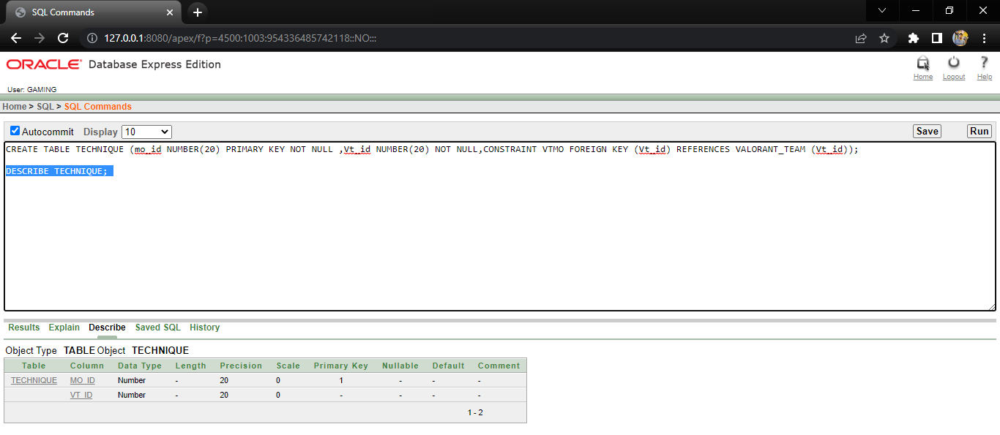 SQL Commands
127.0.0.1:8080/apex/f?p=4500:1003:954336485742118::NO:::
ORACLE® Database Express Edition
Home Logout Help
User: GAMING
Home > SQL > SQL Commands
Autocommit Display 10 Save Run
CREATE TABLE TECHNIQUE (mo_id NUMBER(20) PRIMARY KEY NOT NULL ,Vt_id NUMBER(20) NOT NULL,CONSTRAINT VTMO FOREIGN KEY (Vt_id) REFERENCES VALORANT_TEAM (Vt_id));
DESCRIBE TECHNIQUE;
Results Explain Describe Saved SQL History
Object Type TABLE Object TECHNIQUE
Table Column Data Type Length Precision Scale Primary Key Nullable Default Comment
TECHNIQUE MO_ID Number - 20 0 1 - - -
VT_ID Number - 20 0 - - - -
1 - 2